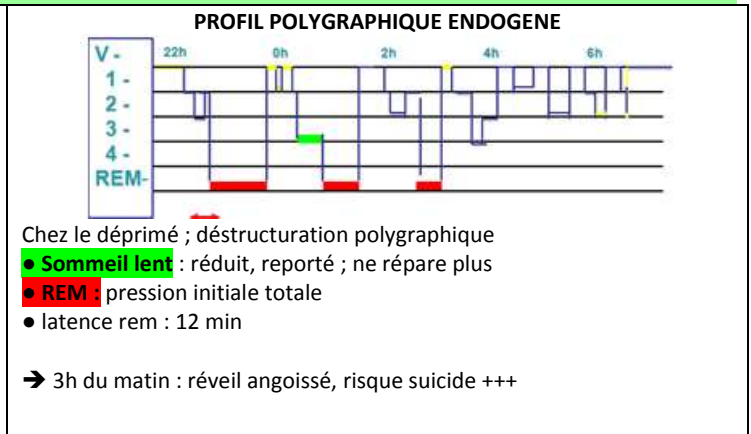 PROFIL POLYGRAPHIQUE ENDOGENE
V - 22h 0h 2h 4h 6h
1 -
2 -
3 -
4 -
REM-
Chez le déprimé ; déstructuration polygraphique
● Sommeil lent : réduit, reporté ; ne répare plus
● REM : pression initiale totale
● latence rem : 12 min
➔ 3h du matin : réveil angoissé, risque suicide +++